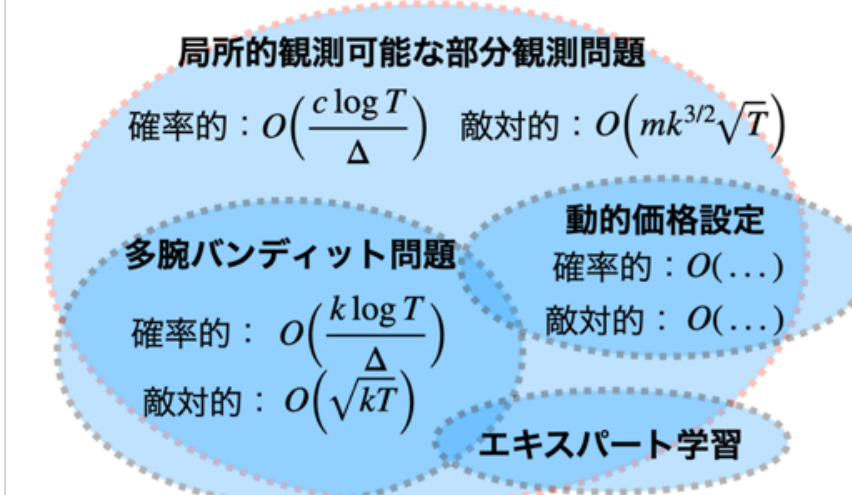 局所的観測可能な部分観測問題
確率的：O(c log T / Δ)　敵対的：O(mk^{3/2}√T)
動的価格設定
確率的：O(...)
敵対的： O(...)
多腕バンディット問題
確率的： O(k log T / Δ)
敵対的： O(√kT)
エキスパート学習